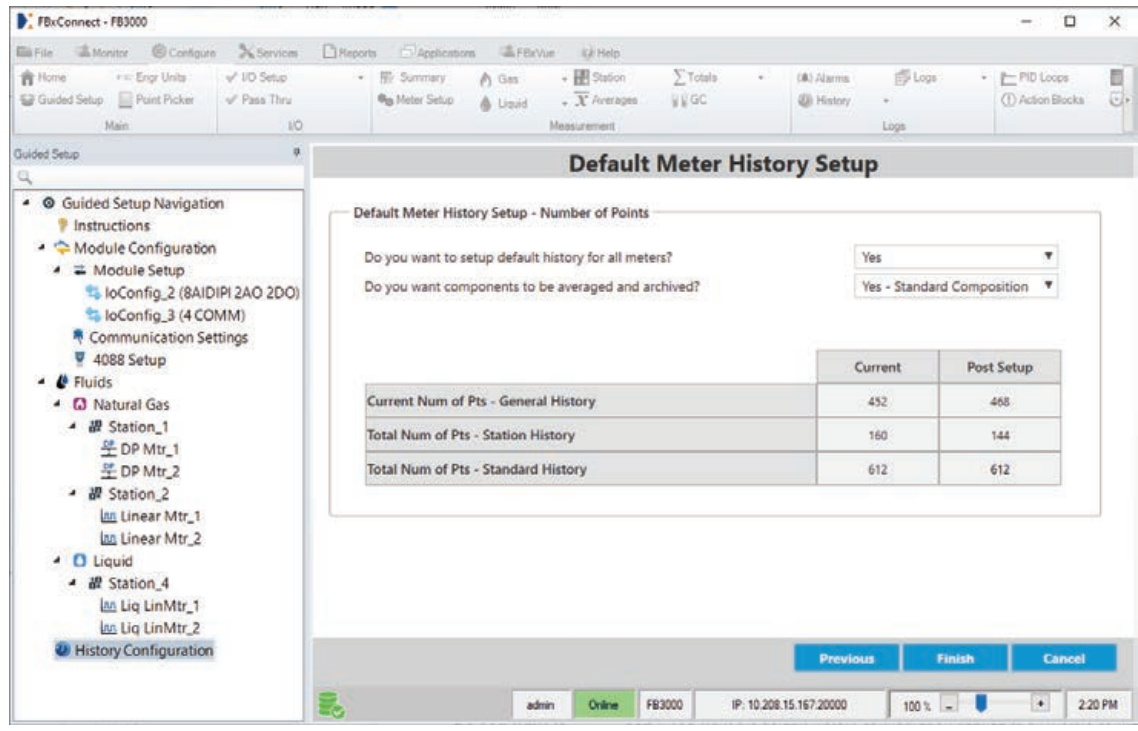 FBxConnect - FB3000
File Monitor Configure Services Reports Applications FBxVue Help
Home Engr Units I/O Setup Summary Gas Station Totals Alarms Logs PID Loops
Guided Setup Point Picker Pass Thru Meter Setup Liquid Averages GC History Action Blocks
Main I/O Measurement Logs
Guided Setup
Default Meter History Setup
Guided Setup Navigation
Instructions
Module Configuration
Module Setup
IoConfig_2 (8AIDIPI 2AO 2DO)
IoConfig_3 (4 COMM)
Communication Settings
4088 Setup
Fluids
Natural Gas
Station_1
DP Mtr_1
DP Mtr_2
Station_2
Linear Mtr_1
Linear Mtr_2
Liquid
Station_4
Liq LinMtr_1
Liq LinMtr_2
History Configuration
Default Meter History Setup - Number of Points
Do you want to setup default history for all meters? Yes
Do you want components to be averaged and archived? Yes - Standard Composition
Current Post Setup
Current Num of Pts - General History 452 468
Total Num of Pts - Station History 160 144
Total Num of Pts - Standard History 612 612
Previous Finish Cancel
admin Online FB3000 IP: 10.208.15.167:20000 100 % - + 2:20 PM